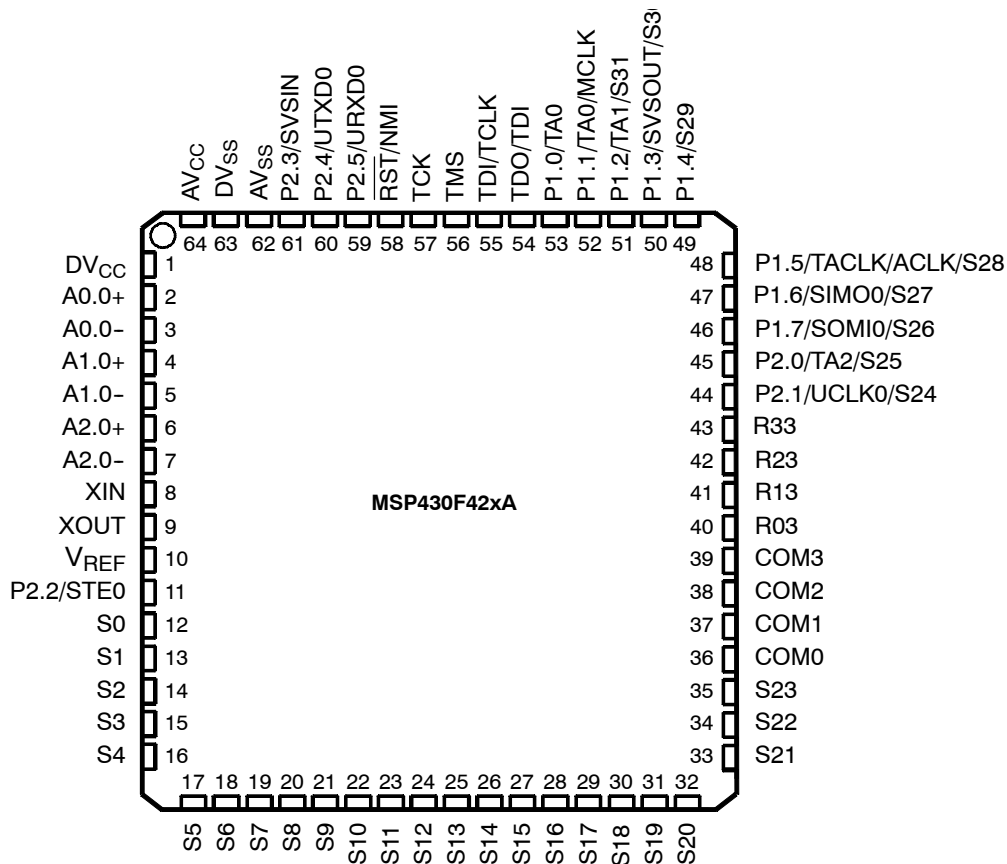 AVCC
DVSS
AVSS
P2.3/SVSIN
P2.4/UTXD0
P2.5/URXD0
RST/NMI
TCK
TMS
TDI/TCLK
TDO/TDI
P1.0/TA0
P1.1/TA0/MCLK
P1.2/TA1/S31
P1.3/SVSOUT/S3
P1.4/S29
64 63 62 61 60 59 58 57 56 55 54 53 52 51 50 49
DVCC 1
A0.0+ 2
A0.0− 3
A1.0+ 4
A1.0− 5
A2.0+ 6
A2.0− 7
XIN 8
XOUT 9
VREF 10
P2.2/STE0 11
S0 12
S1 13
S2 14
S3 15
S4 16
MSP430F42xA
48 P1.5/TACLK/ACLK/S28
47 P1.6/SIMO0/S27
46 P1.7/SOMI0/S26
45 P2.0/TA2/S25
44 P2.1/UCLK0/S24
43 R33
42 R23
41 R13
40 R03
39 COM3
38 COM2
37 COM1
36 COM0
35 S23
34 S22
33 S21
17 18 19 20 21 22 23 24 25 26 27 28 29 30 31 32
S5
S6
S7
S8
S9
S10
S11
S12
S13
S14
S15
S16
S17
S18
S19
S20